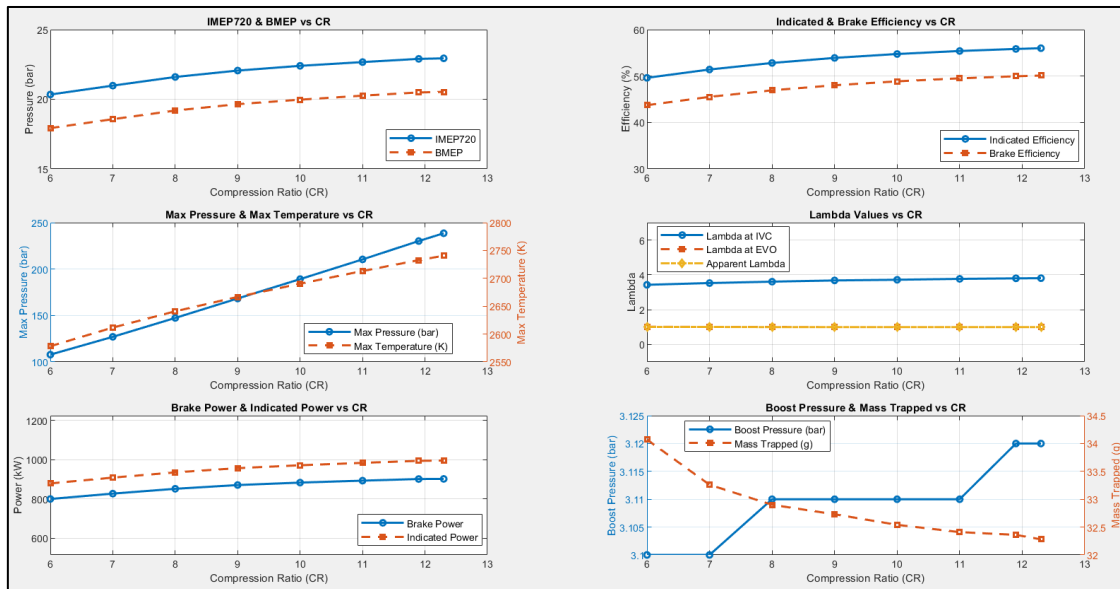 IMEP720 & BMEP vs CR
25
20
15
Pressure (bar)
6 7 8 9 10 11 12 13
Compression Ratio (CR)
IMEP720
BMEP
Indicated & Brake Efficiency vs CR
60
50
40
30
Efficiency (%)
6 7 8 9 10 11 12 13
Compression Ratio (CR)
Indicated Efficiency
Brake Efficiency
Max Pressure & Max Temperature vs CR
250
200
150
100
Max Pressure (bar)
2800
2750
2700
2650
2600
2550
Max Temperature (K)
6 7 8 9 10 11 12 13
Compression Ratio (CR)
Max Pressure (bar)
Max Temperature (K)
Lambda Values vs CR
6
4
2
0
Lambda
6 7 8 9 10 11 12 13
Compression Ratio (CR)
Lambda at IVC
Lambda at EVO
Apparent Lambda
Brake Power & Indicated Power vs CR
1200
1000
800
600
Power (kW)
6 7 8 9 10 11 12 13
Compression Ratio (CR)
Brake Power
Indicated Power
Boost Pressure & Mass Trapped vs CR
3.125
3.12
3.115
3.11
3.105
3.1
Boost Pressure (bar)
34.5
34
33.5
33
32.5
32
Mass Trapped (g)
6 7 8 9 10 11 12 13
Compression Ratio (CR)
Boost Pressure (bar)
Mass Trapped (g)